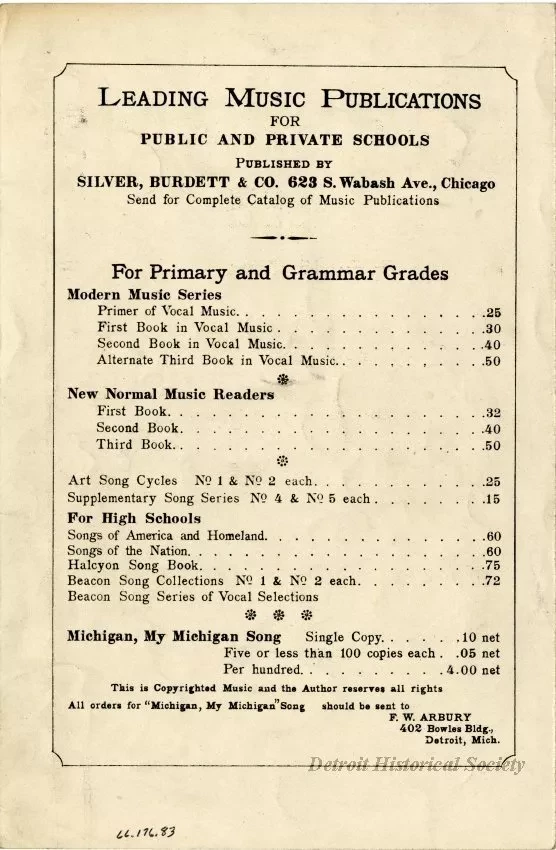 LEADING MUSIC PUBLICATIONS
FOR
PUBLIC AND PRIVATE SCHOOLS
PUBLISHED BY
SILVER, BURDETT & CO. 623 S. Wabash Ave., Chicago
Send for Complete Catalog of Music Publications
For Primary and Grammar Grades
Modern Music Series
Primer of Vocal Music. . . . . . . . . . . . . . . .25
First Book in Vocal Music . . . . . . . . . . . . . .30
Second Book in Vocal Music. . . . . . . . . . . . . .40
Alternate Third Book in Vocal Music. . . . . . . . . .50
New Normal Music Readers
First Book. . . . . . . . . . . . . . . . . . . .32
Second Book. . . . . . . . . . . . . . . . . . . .40
Third Book. . . . . . . . . . . . . . . . . . . .50
Art Song Cycles No 1 & No 2 each. . . . . . . . . . .25
Supplementary Song Series No 4 & No 5 each . . . . . . . .15
For High Schools
Songs of America and Homeland. . . . . . . . . . . . . .60
Songs of the Nation. . . . . . . . . . . . . . . . . .60
Halcyon Song Book. . . . . . . . . . . . . . . . . .75
Beacon Song Collections No 1 & No 2 each. . . . . . . . .72
Beacon Song Series of Vocal Selections
Michigan, My Michigan Song Single Copy. . . . . .10 net
Five or less than 100 copies each . .05 net
Per hundred. . . . . . . . . 4.00 net
This is Copyrighted Music and the Author reserves all rights
All orders for "Michigan, My Michigan" Song should be sent to
F. W. ARBURY
402 Bowles Bldg.,
Detroit, Mich.
Detroit Historical Society
66.176.83